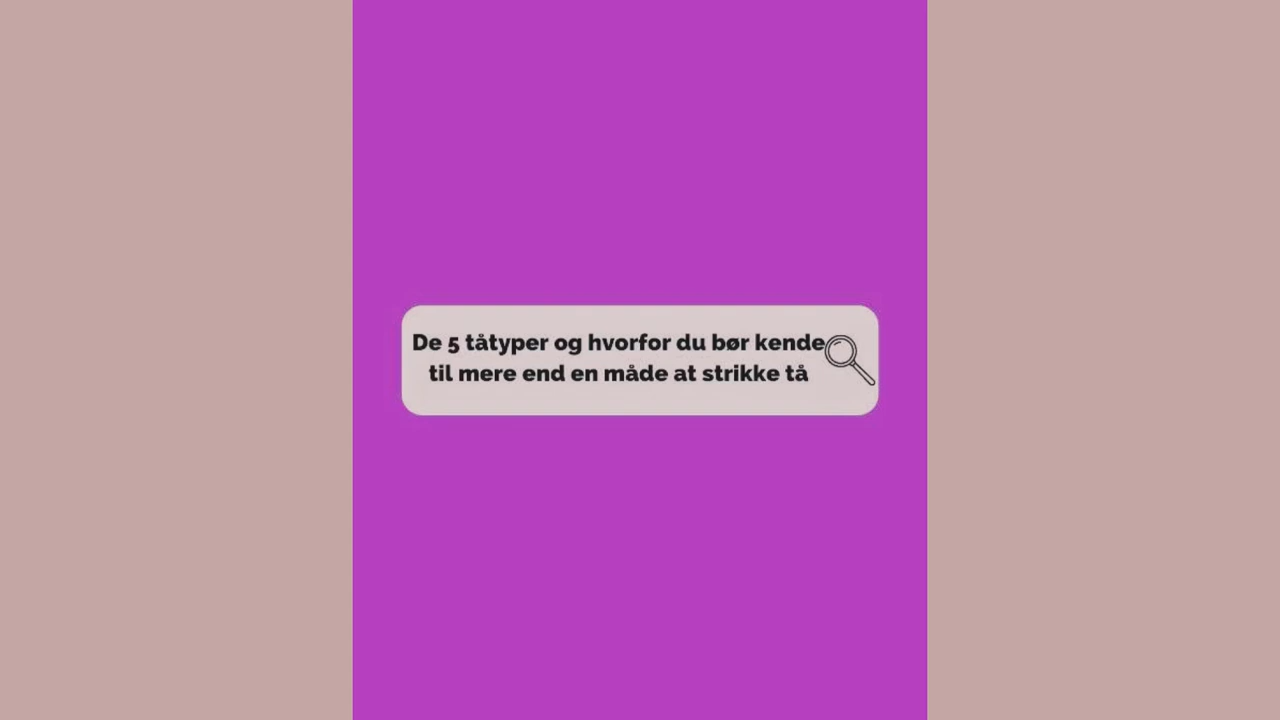 De 5 tåtyper og hvorfor du bør kende
til mere end en måde at strikke tå